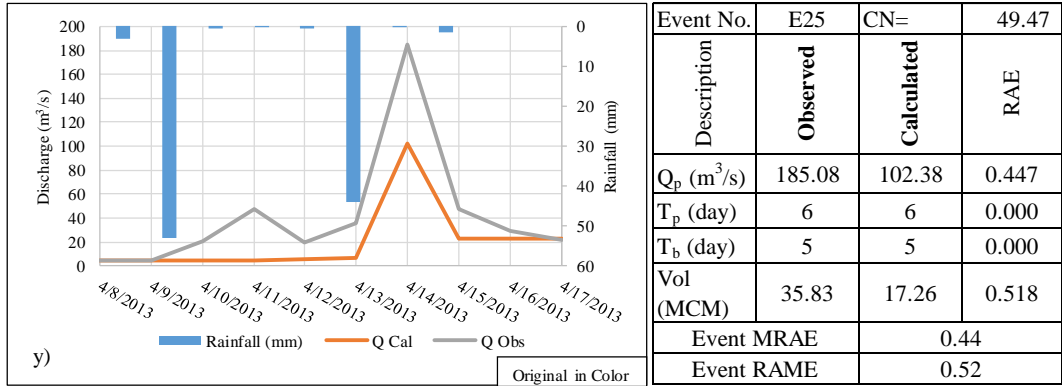 200
180
160
140
120
100
80
60
40
20
0
Discharge (m³/s)
0
10
20
30
40
50
60
Rainfall (mm)
4/8/2013
4/9/2013
4/10/2013
4/11/2013
4/12/2013
4/13/2013
4/14/2013
4/15/2013
4/16/2013
4/17/2013
Rainfall (mm) Q Cal Q Obs
y)
Original in Color
Event No. E25 CN= 49.47
Description Observed Calculated RAE
Qₚ (m³/s) 185.08 102.38 0.447
Tₚ (day) 6 6 0.000
T_b (day) 5 5 0.000
Vol
(MCM) 35.83 17.26 0.518
Event MRAE 0.44
Event RAME 0.52